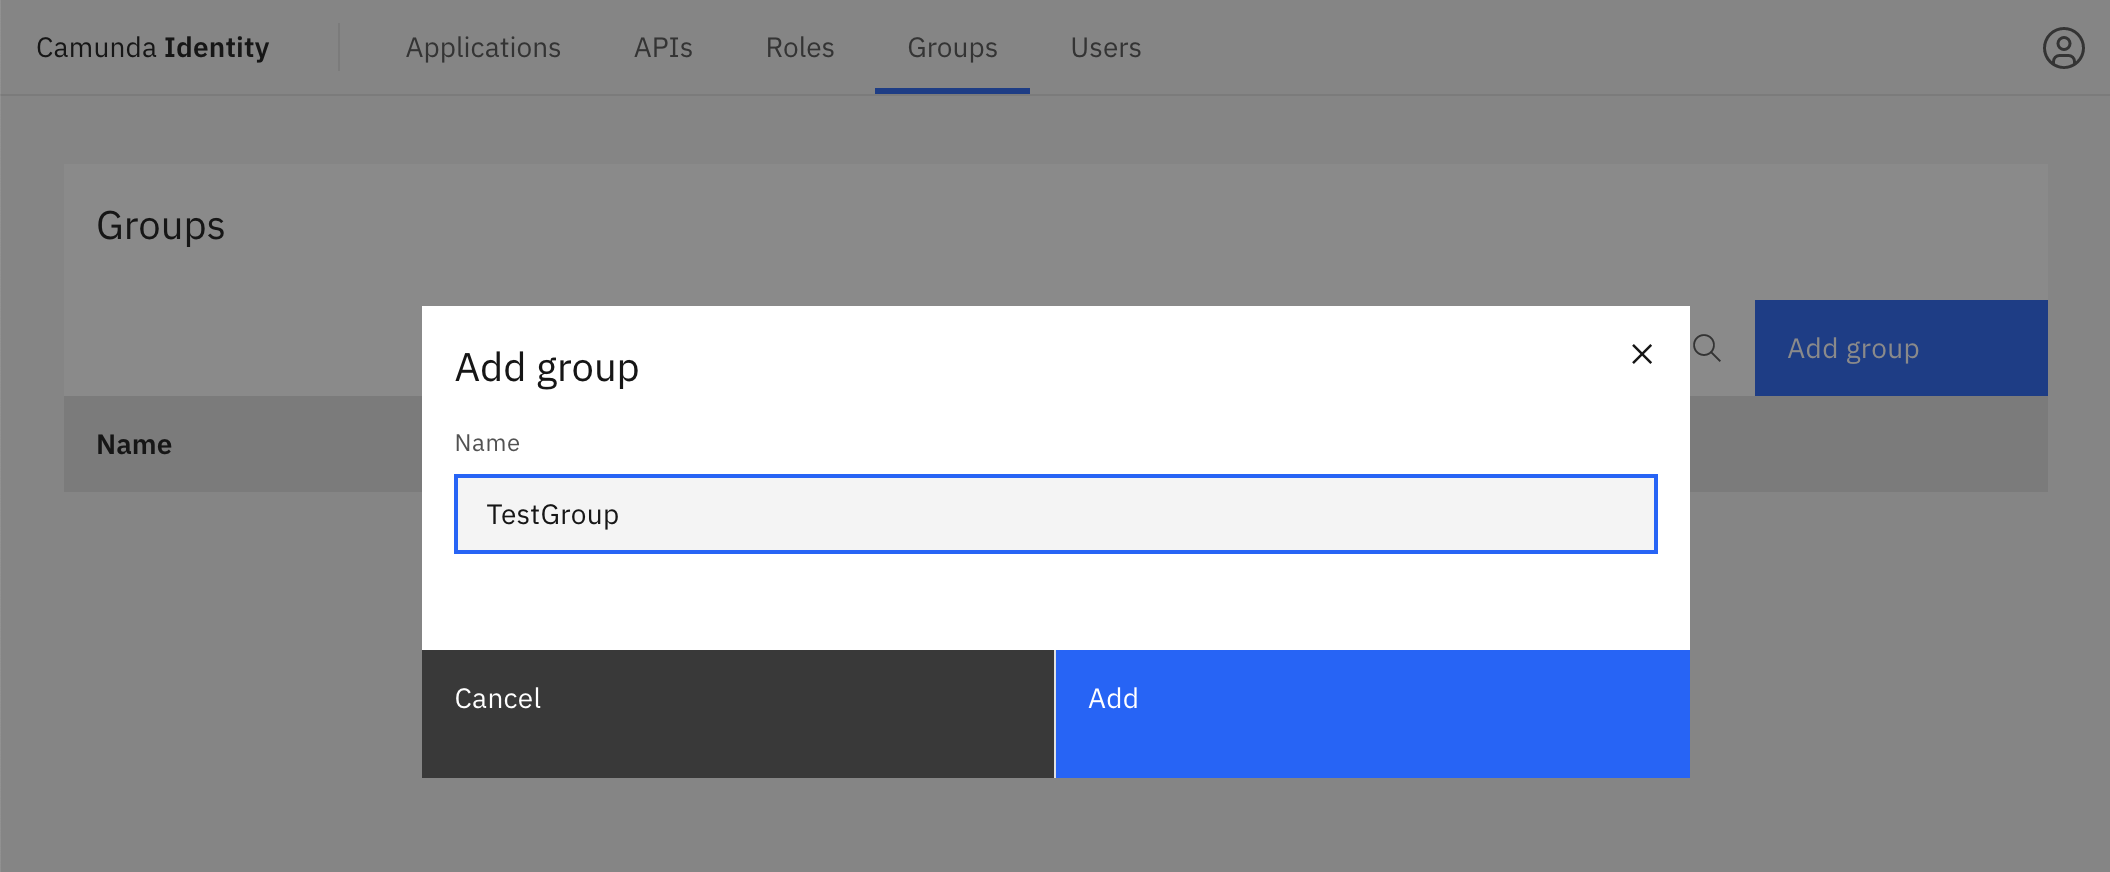 Camunda Identity Applications APIs Roles Groups Users
Groups
Add group
Name
Add group
Name
TestGroup
Cancel Add